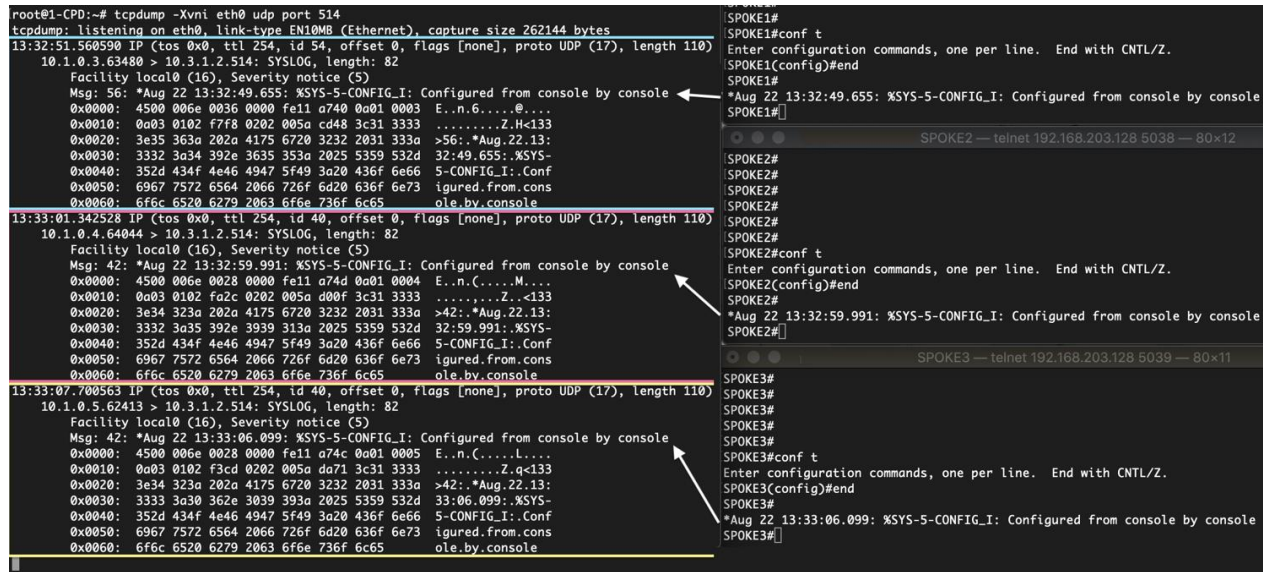 root@1-CPD:~# tcpdump -Xvni eth0 udp port 514
tcpdump: listening on eth0, link-type EN10MB (Ethernet), capture size 262144 bytes
13:32:51.560590 IP (tos 0x0, ttl 254, id 54, offset 0, flags [none], proto UDP (17), length 110)
10.1.0.3.63480 > 10.3.1.2.514: SYSLOG, length: 82
Facility local0 (16), Severity notice (5)
Msg: 56: *Aug 22 13:32:49.655: %SYS-5-CONFIG_I: Configured from console by console
0x0000: 4500 006e 0036 0000 fe11 a740 0a01 0003 E..n.6.....@....
0x0010: 0a03 0102 f7f8 0202 005a cd48 3c31 3333 .........Z.H<133
0x0020: 3e35 363a 202a 4175 6720 3232 2031 333a >56:.*Aug.22.13:
0x0030: 3332 3a34 392e 3635 353a 2025 5359 532d 32:49.655:.%SYS-
0x0040: 352d 434f 4e46 4947 5f49 3a20 436f 6e66 5-CONFIG_I:.Conf
0x0050: 6967 7572 6564 2066 726f 6d20 636f 6e73 igured.from.cons
0x0060: 6f6c 6520 6279 2063 6f6e 736f 6c65 ole.by.console
13:33:01.342528 IP (tos 0x0, ttl 254, id 40, offset 0, flags [none], proto UDP (17), length 110)
10.1.0.4.64044 > 10.3.1.2.514: SYSLOG, length: 82
Facility local0 (16), Severity notice (5)
Msg: 42: *Aug 22 13:32:59.991: %SYS-5-CONFIG_I: Configured from console by console
0x0000: 4500 006e 0028 0000 fe11 a74d 0a01 0004 E..n.(.....M....
0x0010: 0a03 0102 fa2c 0202 005a d00f 3c31 3333 .....,...Z..<133
0x0020: 3e34 323a 202a 4175 6720 3232 2031 333a >42:.*Aug.22.13:
0x0030: 3332 3a35 392e 3939 313a 2025 5359 532d 32:59.991:.%SYS-
0x0040: 352d 434f 4e46 4947 5f49 3a20 436f 6e66 5-CONFIG_I:.Conf
0x0050: 6967 7572 6564 2066 726f 6d20 636f 6e73 igured.from.cons
0x0060: 6f6c 6520 6279 2063 6f6e 736f 6c65 ole.by.console
13:33:07.700563 IP (tos 0x0, ttl 254, id 40, offset 0, flags [none], proto UDP (17), length 110)
10.1.0.5.62413 > 10.3.1.2.514: SYSLOG, length: 82
Facility local0 (16), Severity notice (5)
Msg: 42: *Aug 22 13:33:06.099: %SYS-5-CONFIG_I: Configured from console by console
0x0000: 4500 006e 0028 0000 fe11 a74c 0a01 0005 E..n.(.....L....
0x0010: 0a03 0102 f3cd 0202 005a da71 3c31 3333 .........Z.q<133
0x0020: 3e34 323a 202a 4175 6720 3232 2031 333a >42:.*Aug.22.13:
0x0030: 3333 3a30 362e 3039 393a 2025 5359 532d 33:06.099:.%SYS-
0x0040: 352d 434f 4e46 4947 5f49 3a20 436f 6e66 5-CONFIG_I:.Conf
0x0050: 6967 7572 6564 2066 726f 6d20 636f 6e73 igured.from.cons
0x0060: 6f6c 6520 6279 2063 6f6e 736f 6c65 ole.by.console
SPOKE1#
SPOKE1#conf t
Enter configuration commands, one per line. End with CNTL/Z.
SPOKE1(config)#end
SPOKE1#
*Aug 22 13:32:49.655: %SYS-5-CONFIG_I: Configured from console by console
SPOKE1#
SPOKE2 — telnet 192.168.203.128 5038 — 80×12
SPOKE2#
SPOKE2#
SPOKE2#
SPOKE2#
SPOKE2#
SPOKE2#
SPOKE2#conf t
Enter configuration commands, one per line. End with CNTL/Z.
SPOKE2(config)#end
SPOKE2#
*Aug 22 13:32:59.991: %SYS-5-CONFIG_I: Configured from console by console
SPOKE2#
SPOKE3 — telnet 192.168.203.128 5039 — 80×11
SPOKE3#
SPOKE3#
SPOKE3#
SPOKE3#
SPOKE3#
SPOKE3#conf t
Enter configuration commands, one per line. End with CNTL/Z.
SPOKE3(config)#end
SPOKE3#
*Aug 22 13:33:06.099: %SYS-5-CONFIG_I: Configured from console by console
SPOKE3#